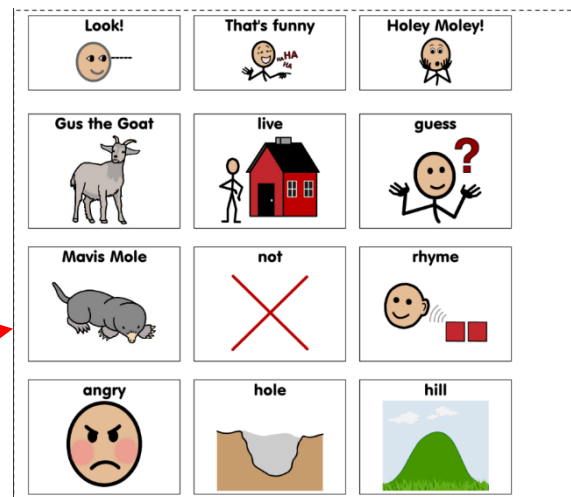 Look!
That's funny
Holey Moley!
HA HA HA
Gus the Goat
live
guess
?
Mavis Mole
not
rhyme
angry
hole
hill